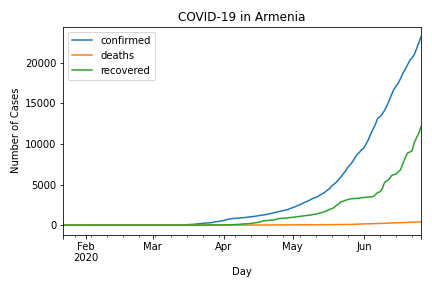 COVID-19 in Armenia
confirmed
deaths
recovered
Number of Cases
20000
15000
10000
5000
0
Feb
2020
Mar
Apr
May
Jun
Day